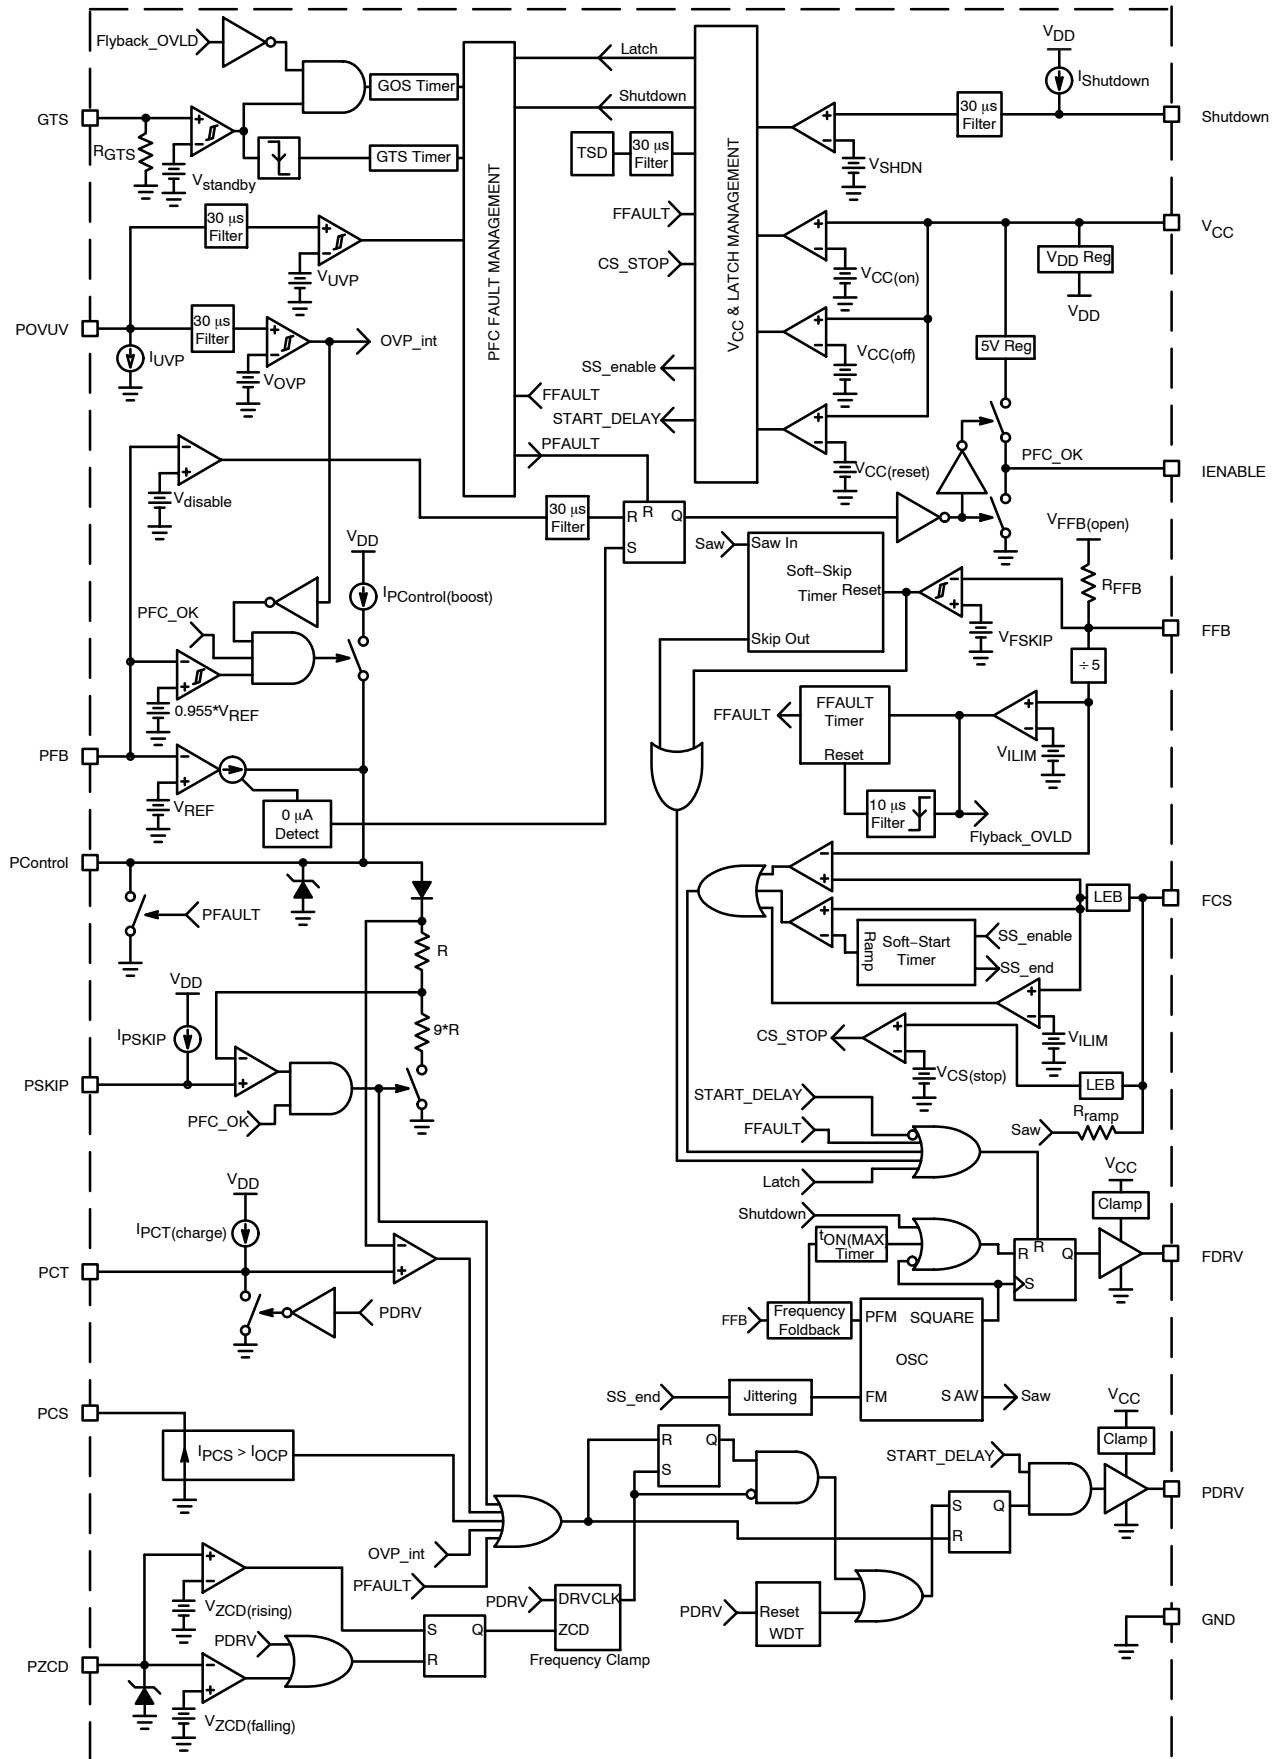 Flyback_OVLD
GOS Timer
Latch
Shutdown
VDD
IShutdown
30 μs
Filter
Shutdown
GTS
RGTS
Vstandby
GTS Timer
TSD
30 μs
Filter
VSHDN
PFC FAULT MANAGEMENT
VCC & LATCH MANAGEMENT
30 μs
Filter
VUVP
FFAULT
CS_STOP
VCC(on)
VCC
VDD Reg
VDD
POVUV
30 μs
Filter
OVP_int
IUVP
VOVP
SS_enable
VCC(off)
5V Reg
FFAULT
START_DELAY
PFAULT
VCC(reset)
PFC_OK
IENABLE
Vdisable
30 μs
Filter
R
R
Q
S
VDD
IPControl(boost)
PFC_OK
0.955*VREF
Saw
Saw In
Soft-Skip
Timer
Reset
Skip Out
VFFB(open)
RFFB
VFSKIP
FFB
÷ 5
FFAULT
FFAULT
Timer
Reset
VILIM
PFB
VREF
0 μA
Detect
10 μs
Filter
Flyback_OVLD
PControl
PFAULT
R
LEB
FCS
Ramp
Soft-Start
Timer
SS_enable
SS_end
VDD
IPSKIP
9*R
PSKIP
PFC_OK
CS_STOP
VILIM
VCS(stop)
LEB
START_DELAY
Rramp
Saw
FFAULT
Latch
VDD
IPCT(charge)
PCT
PDRV
Shutdown
tON(MAX)
Timer
VCC
Clamp
R
R
Q
S
FDRV
FFB
Frequency
Foldback
PFM
SQUARE
OSC
FM
S AW
Saw
SS_end
Jittering
PCS
IPCS > IOCP
R
Q
S
START_DELAY
VCC
Clamp
PDRV
S
Q
R
OVP_int
PFAULT
VZCD(rising)
PDRV
PZCD
VZCD(falling)
S
Q
R
PDRV
DRV
CLK
ZCD
Frequency Clamp
PDRV
Reset
WDT
GND